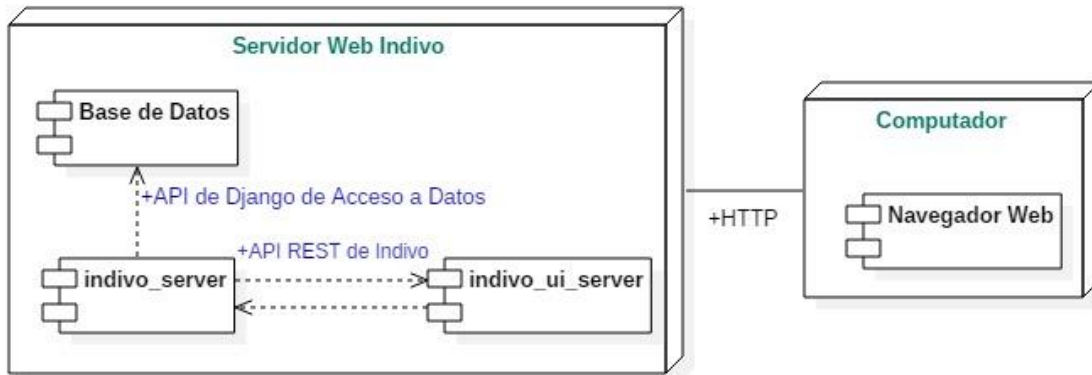 Servidor Web Indivo
Base de Datos
+API de Django de Acceso a Datos
+API REST de Indivo
indivo_server
indivo_ui_server
+HTTP
Computador
Navegador Web